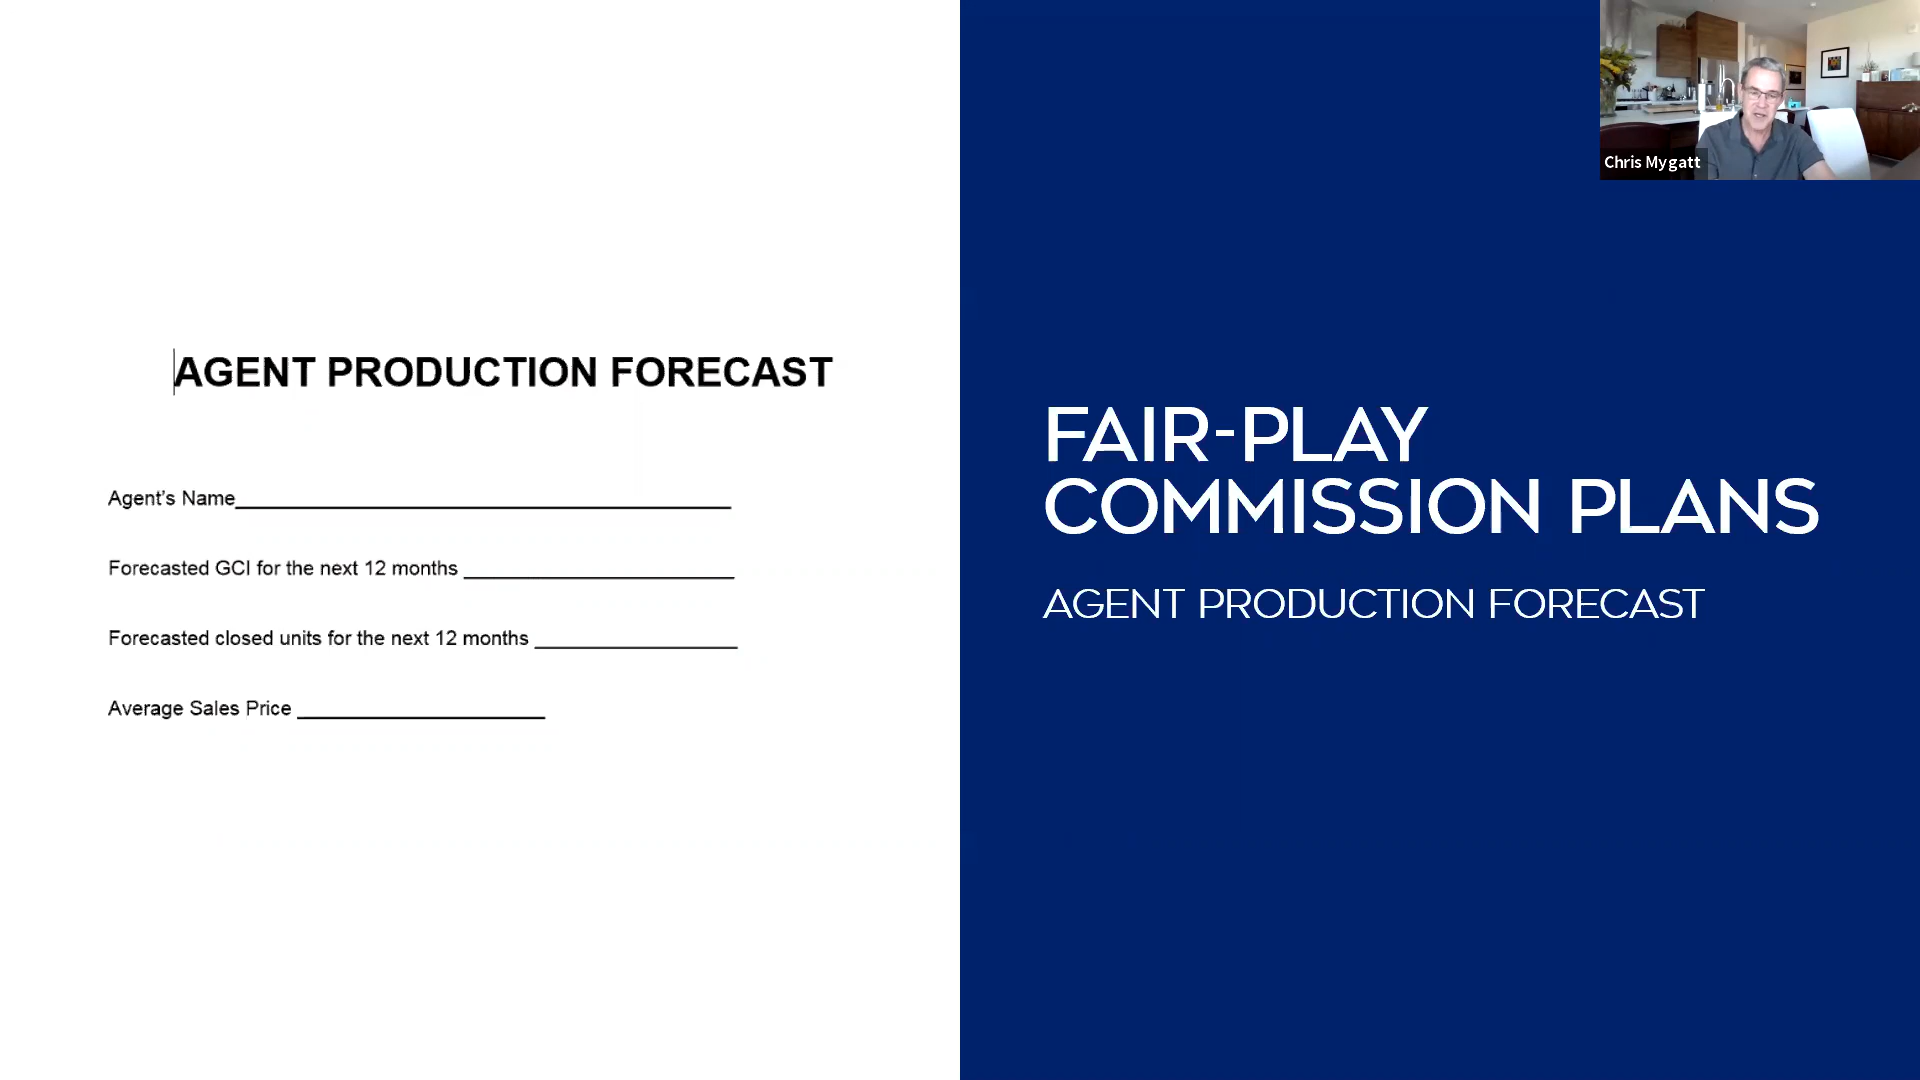 AGENT PRODUCTION FORECAST
Agent’s Name
Forecasted GCI for the next 12 months
Forecasted closed units for the next 12 months
Average Sales Price
FAIR-PLAY
COMMISSION PLANS
AGENT PRODUCTION FORECAST
Chris Mygatt